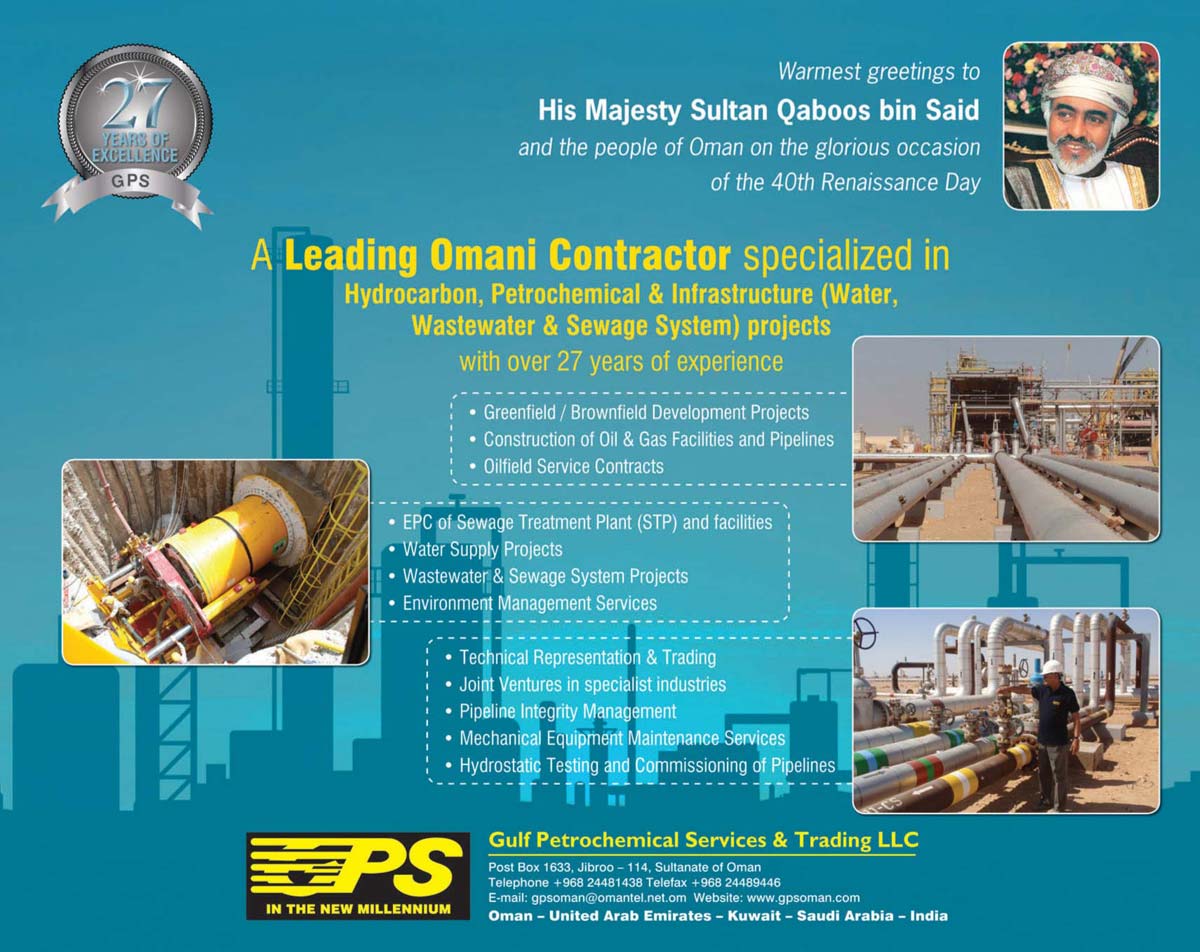 27
YEARS OF
EXCELLENCE
GPS
Warmest greetings to
His Majesty Sultan Qaboos bin Said
and the people of Oman on the glorious occasion
of the 40th Renaissance Day
A Leading Omani Contractor specialized in
Hydrocarbon, Petrochemical & Infrastructure (Water,
Wastewater & Sewage System) projects
with over 27 years of experience
• Greenfield / Brownfield Development Projects
• Construction of Oil & Gas Facilities and Pipelines
• Oilfield Service Contracts
• EPC of Sewage Treatment Plant (STP) and facilities
• Water Supply Projects
• Wastewater & Sewage System Projects
• Environment Management Services
• Technical Representation & Trading
• Joint Ventures in specialist industries
• Pipeline Integrity Management
• Mechanical Equipment Maintenance Services
• Hydrostatic Testing and Commissioning of Pipelines
GPS
IN THE NEW MILLENNIUM
Gulf Petrochemical Services & Trading LLC
Post Box 1633, Jibroo – 114, Sultanate of Oman
Telephone +968 24481438 Telefax +968 24489446
E-mail: gpsoman@omantel.net.om Website: www.gpsoman.com
Oman – United Arab Emirates – Kuwait – Saudi Arabia – India